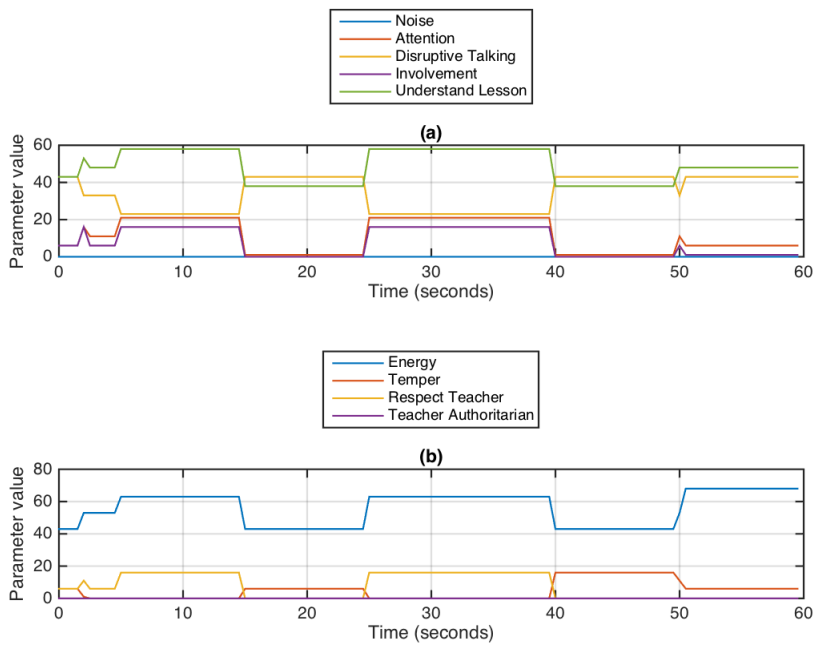 Noise
Attention
Disruptive Talking
Involvement
Understand Lesson
(a)
60
40
20
0
Parameter value
0 10 20 30 40 50 60
Time (seconds)
Energy
Temper
Respect Teacher
Teacher Authoritarian
(b)
80
60
40
20
0
Parameter value
0 10 20 30 40 50 60
Time (seconds)